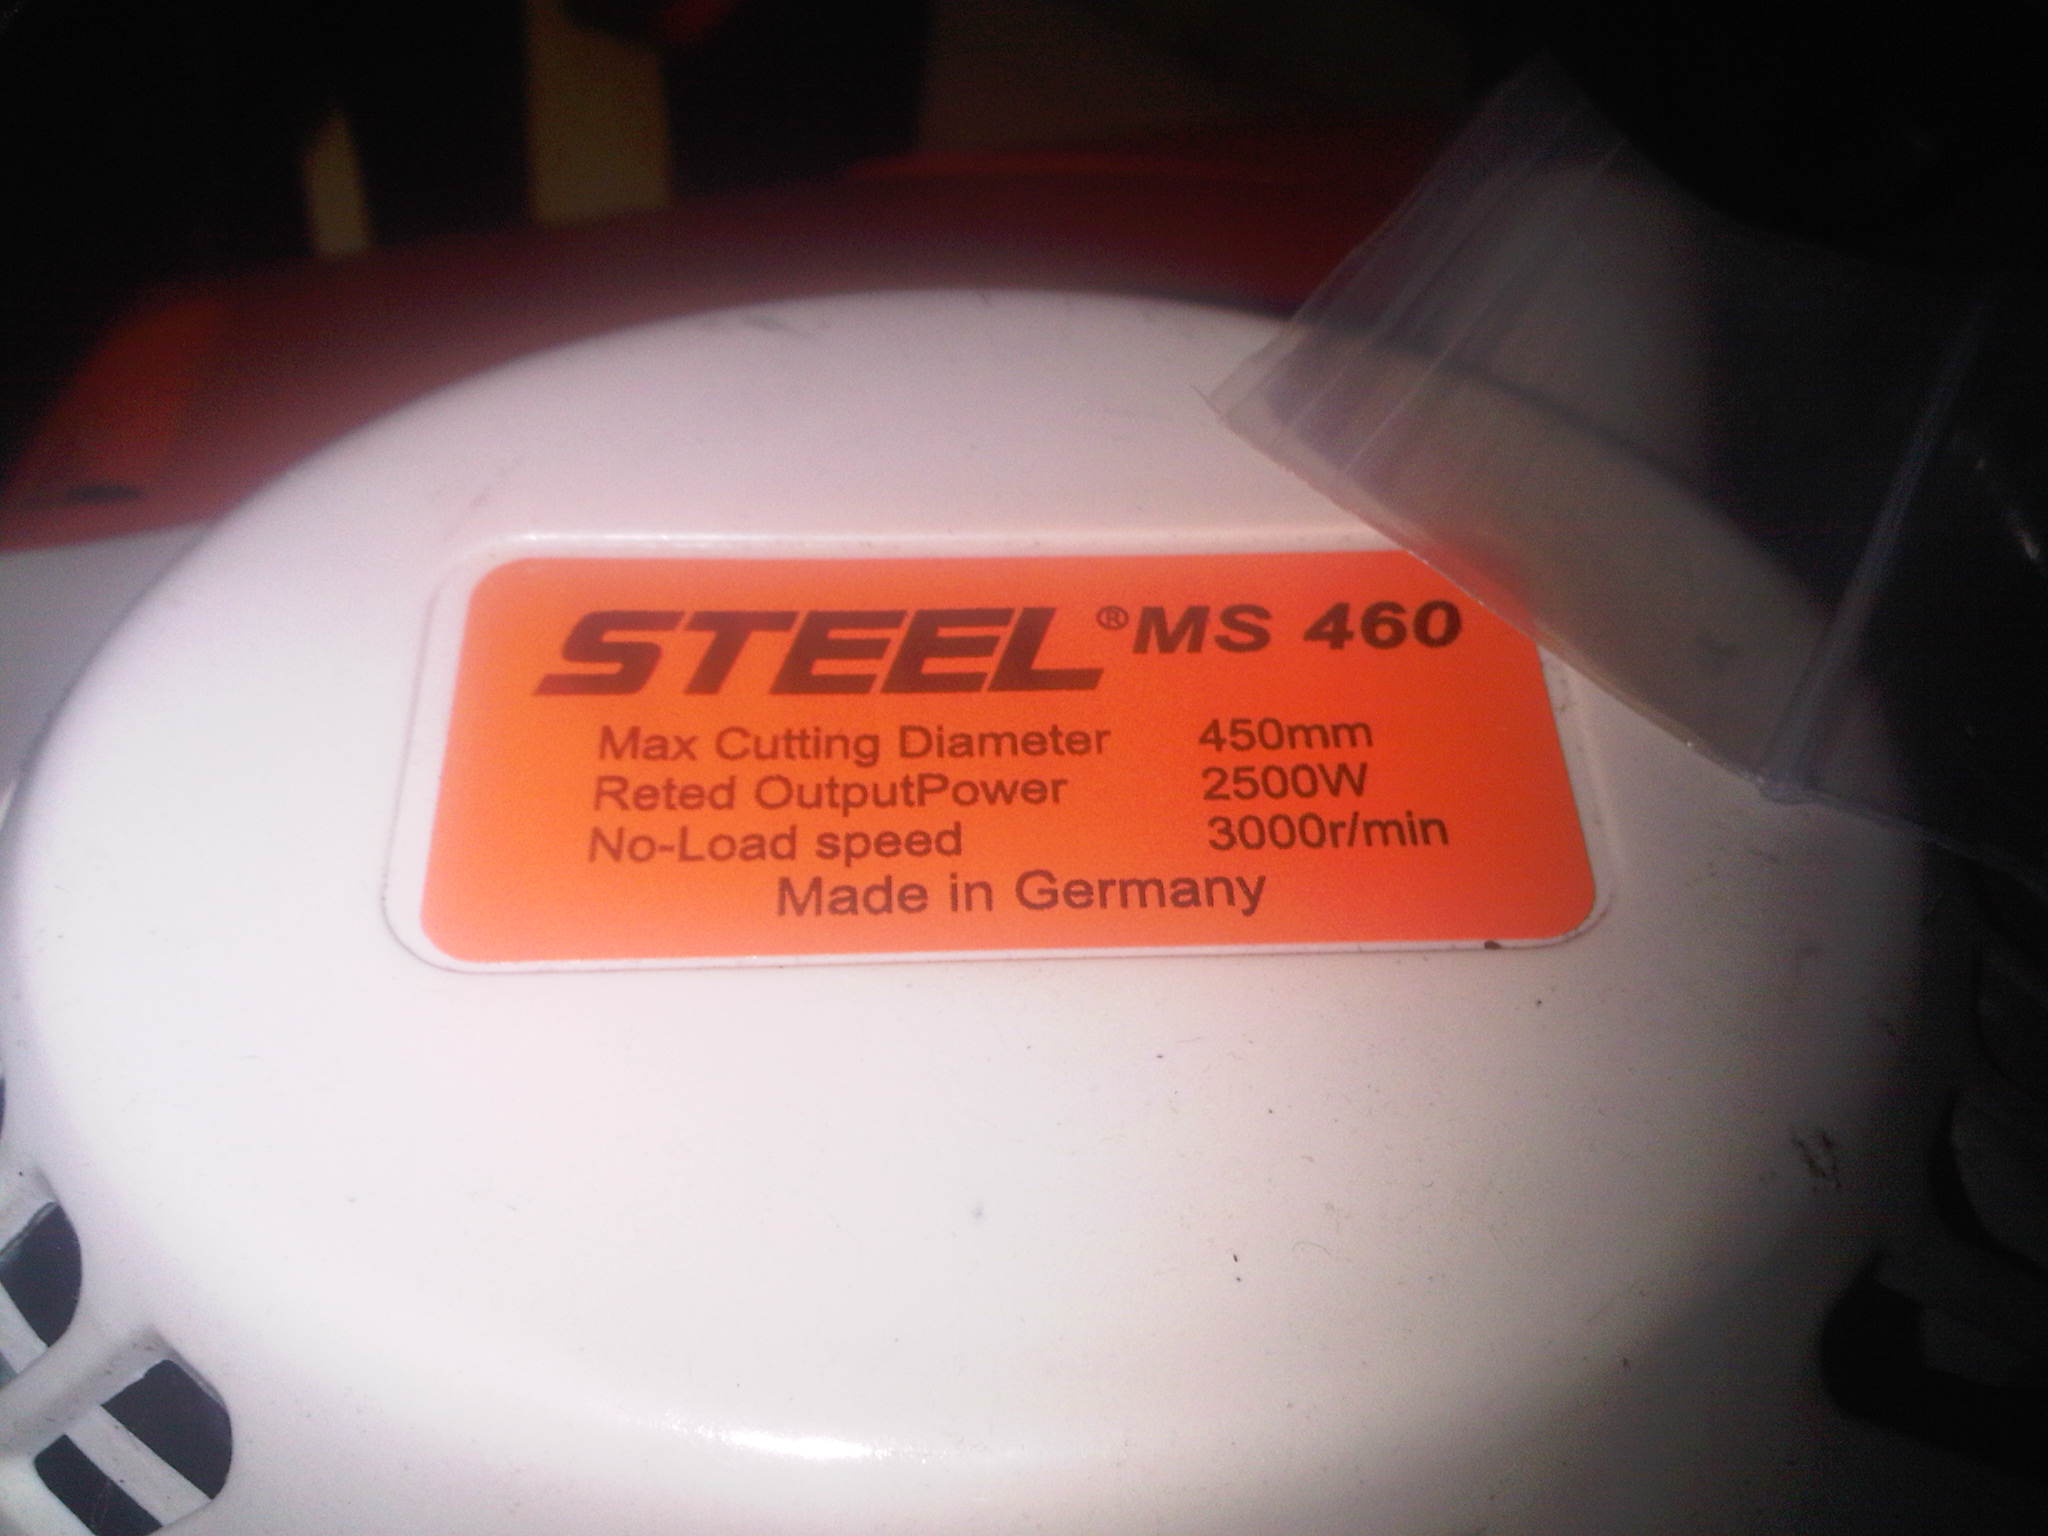 STEEL® MS 460
Max Cutting Diameter 450mm
Reted OutputPower 2500W
No-Load speed 3000r/min
Made in Germany